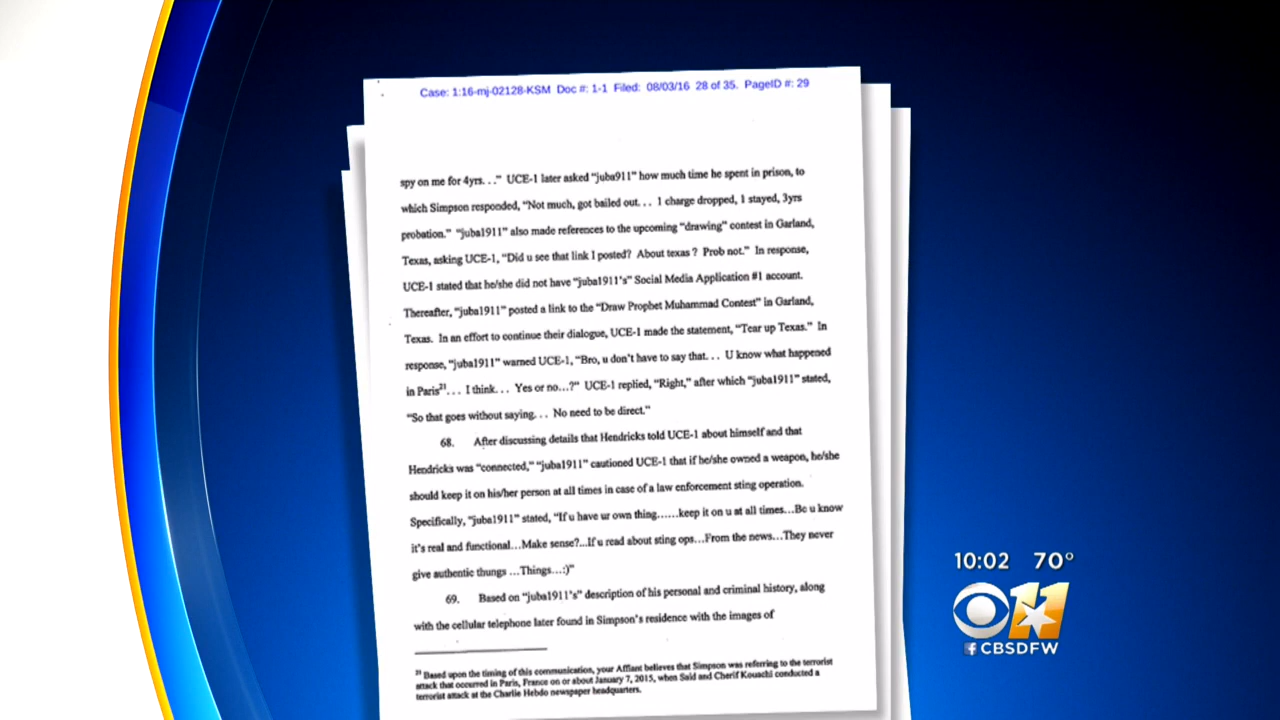 Case: 1:16-mj-02128-KSM Doc #: 1-1 Filed: 08/03/16 28 of 35. PageID #: 29
spy on me for 4yrs. . ." UCE-1 later asked "juba911" how much time he spent in prison, to
which Simpson responded, "Not much, got bailed out. . . 1 charge dropped, 1 stayed, 3yrs
probation." "juba1911" also made references to the upcoming "drawing" contest in Garland,
Texas, asking UCE-1, "Did u see that link I posted? About texas ? Prob not." In response,
UCE-1 stated that he/she did not have "juba1911's" Social Media Application #1 account.
Thereafter, "juba1911" posted a link to the "Draw Prophet Muhammad Contest" in Garland,
Texas. In an effort to continue their dialogue, UCE-1 made the statement, "Tear up Texas." In
response, "juba1911" warned UCE-1, "Bro, u don't have to say that. . . U know what happened
in Paris21. . . I think. . . Yes or no...?" UCE-1 replied, "Right," after which "juba1911" stated,
"So that goes without saying. . . No need to be direct."
68. After discussing details that Hendricks told UCE-1 about himself and that
Hendricks was "connected," "juba1911" cautioned UCE-1 that if he/she owned a weapon, he/she
should keep it on his/her person at all times in case of a law enforcement sting operation.
Specifically, "juba1911" stated, "If u have ur own thing……keep it on u at all times…Be u know
it's real and functional…Make sense?...If u read about sting ops…From the news…They never
give authentic thungs …Things…:)"
69. Based on "juba1911's" description of his personal and criminal history, along
with the cellular telephone later found in Simpson's residence with the images of
21 Based upon the timing of this communication, your Affiant believes that Simpson was referring to the terrorist
attack that occurred in Paris, France on or about January 7, 2015, when Said and Cherif Kouachi conducted a
terrorist attack at the Charlie Hebdo newspaper headquarters.
10:02 70°
11
f CBSDFW